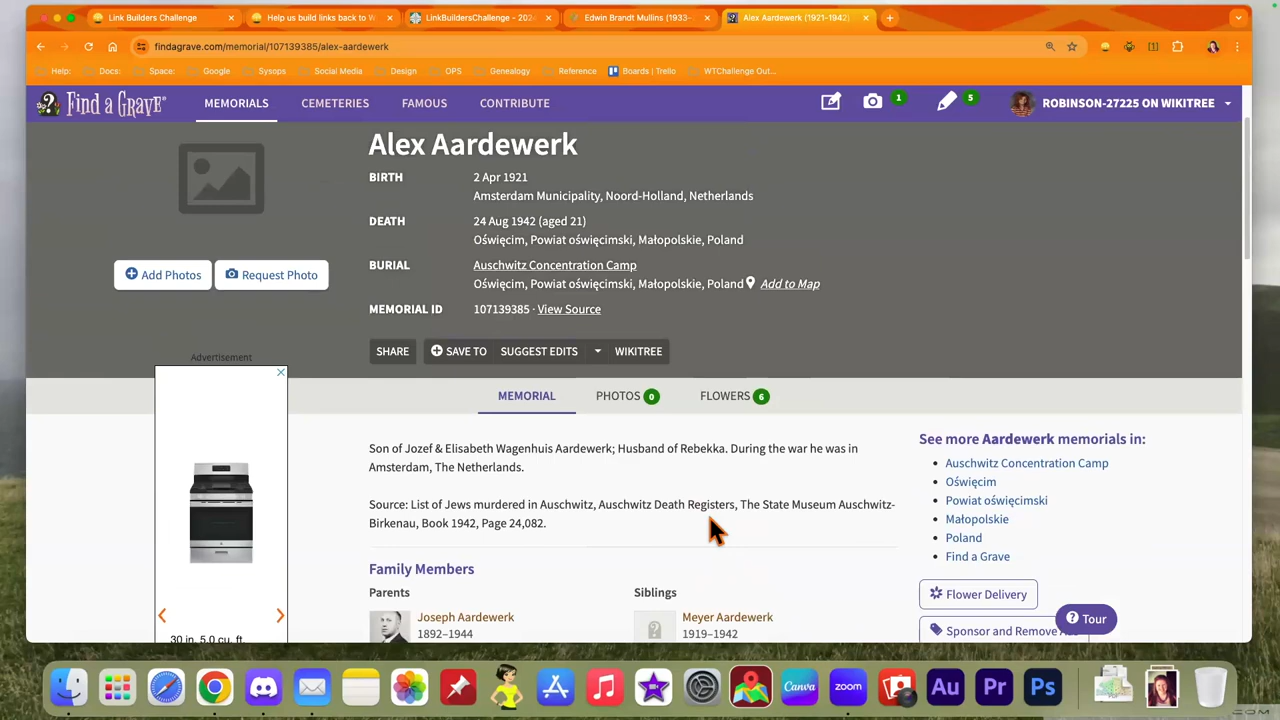 Link Builders Challenge
Help us build links back to W
LinkBuildersChallenge - 202
Edwin Brandt Mullins (1933-
Alex Aardewerk (1921-1942)
findagrave.com/memorial/107139385/alex-aardewerk
Help: Docs: Space: Google Sysops Social Media Design OPS Genealogy Reference Boards | Trello WTChallenge Out...
Find a Grave® MEMORIALS CEMETERIES FAMOUS CONTRIBUTE 1 5 ROBINSON-27225 ON WIKITREE
Alex Aardewerk
BIRTH 2 Apr 1921
Amsterdam Municipality, Noord-Holland, Netherlands
DEATH 24 Aug 1942 (aged 21)
Oświęcim, Powiat oświęcimski, Małopolskie, Poland
BURIAL Auschwitz Concentration Camp
Oświęcim, Powiat oświęcimski, Małopolskie, Poland Add to Map
MEMORIAL ID 107139385 · View Source
Add Photos Request Photo
SHARE SAVE TO SUGGEST EDITS WIKITREE
Advertisement
MEMORIAL PHOTOS 0 FLOWERS 6
Son of Jozef & Elisabeth Wagenhuis Aardewerk; Husband of Rebekka. During the war he was in
Amsterdam, The Netherlands.
Source: List of Jews murdered in Auschwitz, Auschwitz Death Registers, The State Museum Auschwitz-
Birkenau, Book 1942, Page 24,082.
Family Members
Parents
Joseph Aardewerk
1892–1944
Siblings
Meyer Aardewerk
1919–1942
See more Aardewerk memorials in:
Auschwitz Concentration Camp
Oświęcim
Powiat oświęcimski
Małopolskie
Poland
Find a Grave
Flower Delivery
Sponsor and Remove
Tour
30 in. 5.0 cu. ft.
Canva
zoom
Au
Pr
Ps